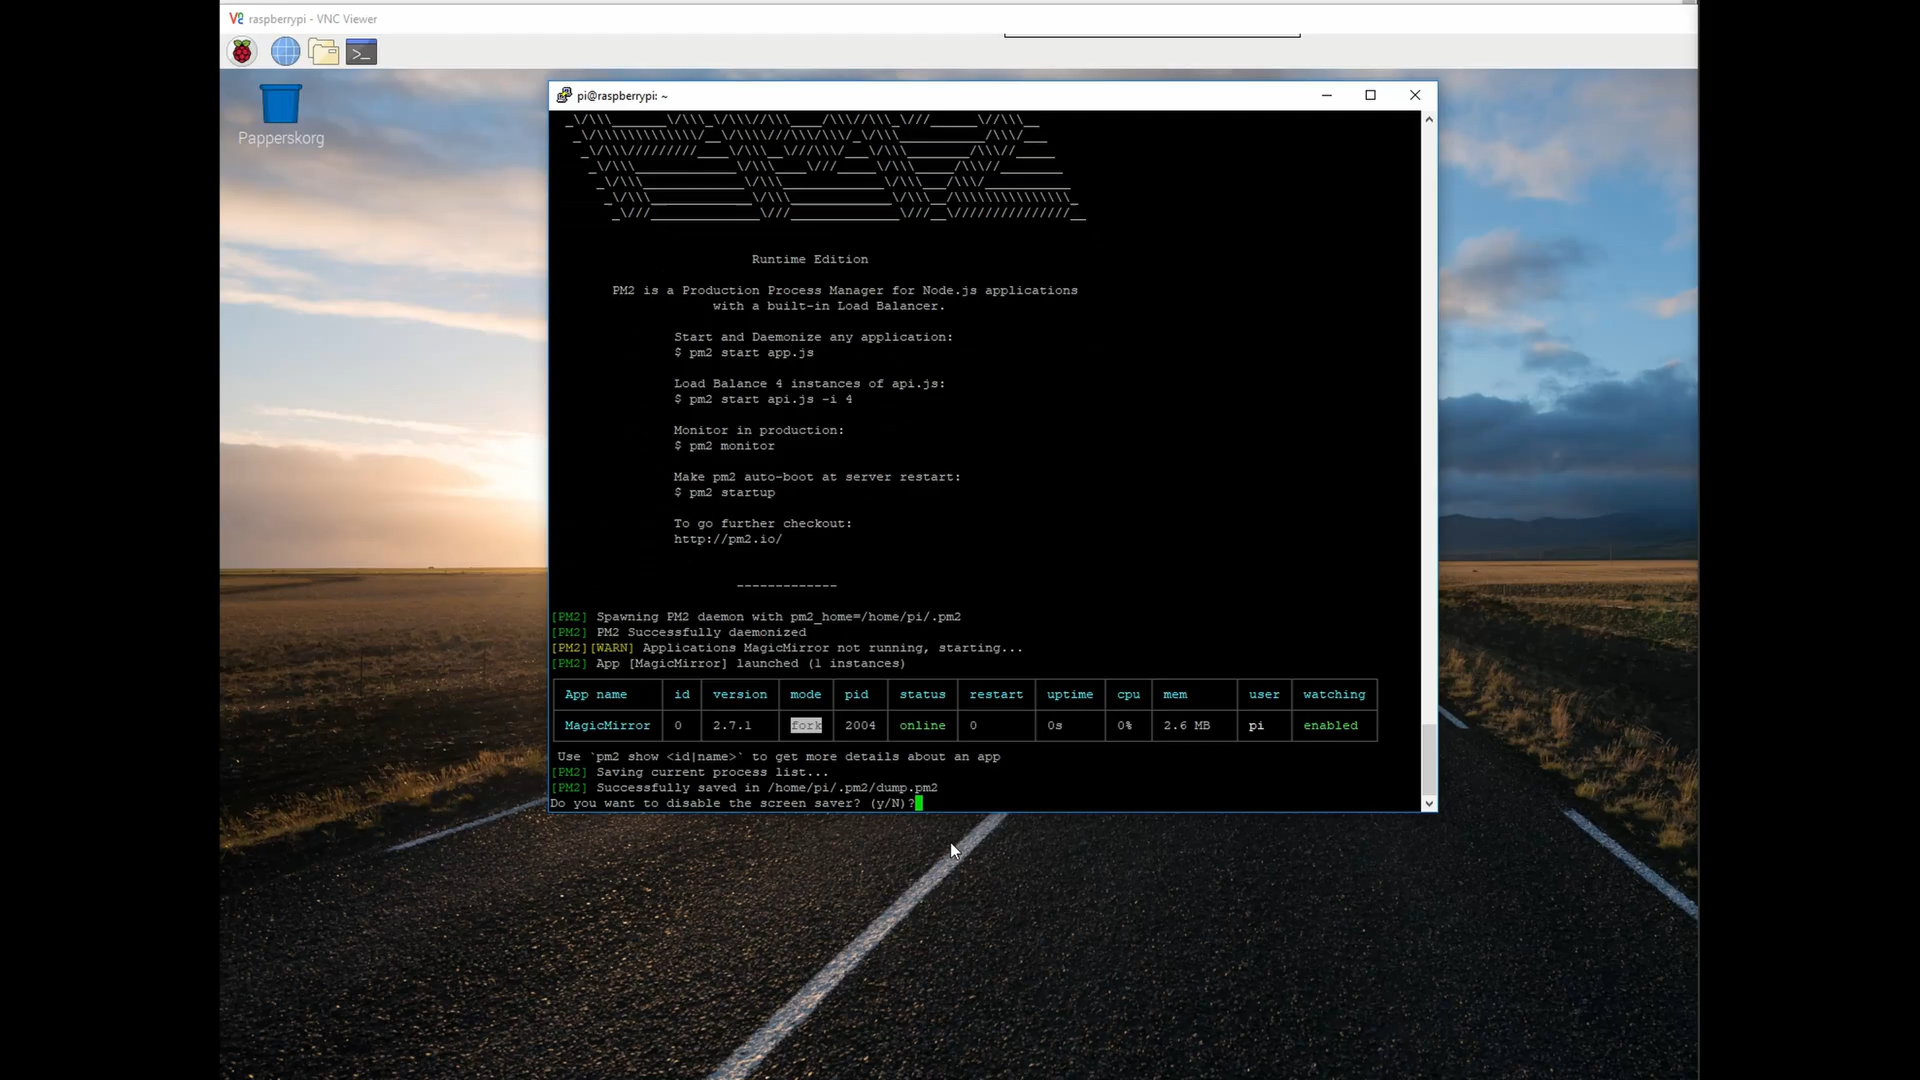 raspberrypi - VNC Viewer
Papperskorg
pi@raspberrypi: ~
Runtime Edition
PM2 is a Production Process Manager for Node.js applications
with a built-in Load Balancer.
Start and Daemonize any application:
$ pm2 start app.js
Load Balance 4 instances of api.js:
$ pm2 start api.js -i 4
Monitor in production:
$ pm2 monitor
Make pm2 auto-boot at server restart:
$ pm2 startup
To go further checkout:
http://pm2.io/
-------------
[PM2] Spawning PM2 daemon with pm2_home=/home/pi/.pm2
[PM2] PM2 Successfully daemonized
[PM2][WARN] Applications MagicMirror not running, starting...
[PM2] App [MagicMirror] launched (1 instances)
App name id version mode pid status restart uptime cpu mem user watching
MagicMirror 0 2.7.1 fork 2004 online 0 0s 0% 2.6 MB pi enabled
Use `pm2 show <id|name>` to get more details about an app
[PM2] Saving current process list...
[PM2] Successfully saved in /home/pi/.pm2/dump.pm2
Do you want to disable the screen saver? (y/N)?